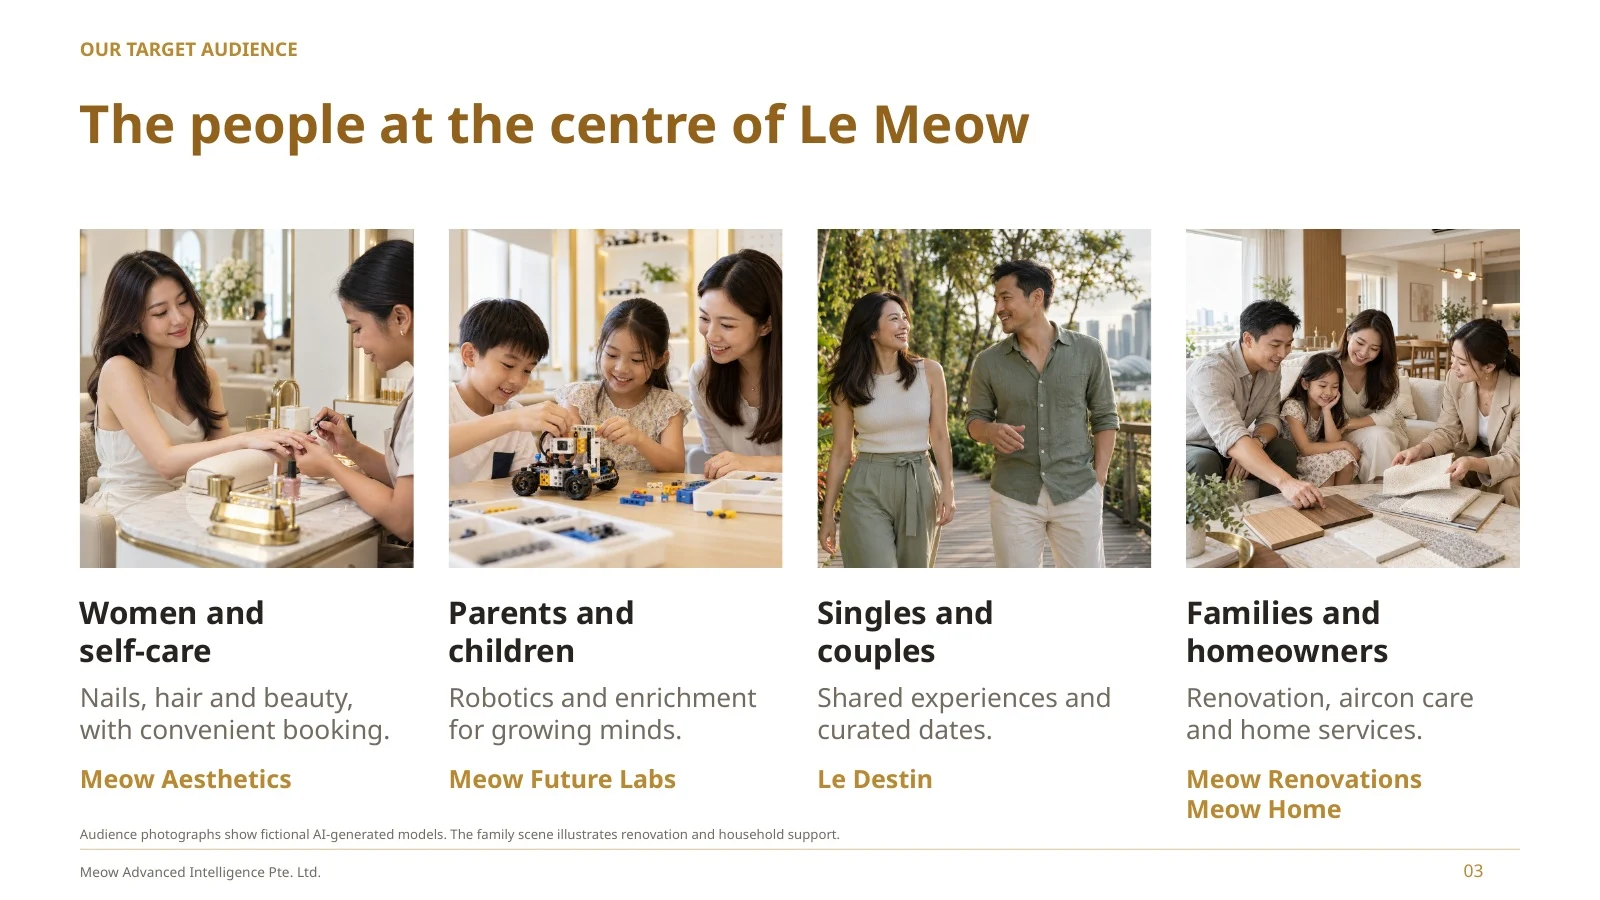 OUR TARGET AUDIENCE
The people at the centre of Le Meow
Women and
self-care
Nails, hair and beauty,
with convenient booking.
Meow Aesthetics
Parents and
children
Robotics and enrichment
for growing minds.
Meow Future Labs
Singles and
couples
Shared experiences and
curated dates.
Le Destin
Families and
homeowners
Renovation, aircon care
and home services.
Meow Renovations
Meow Home
Audience photographs show fictional AI-generated models. The family scene illustrates renovation and household support.
Meow Advanced Intelligence Pte. Ltd.
03